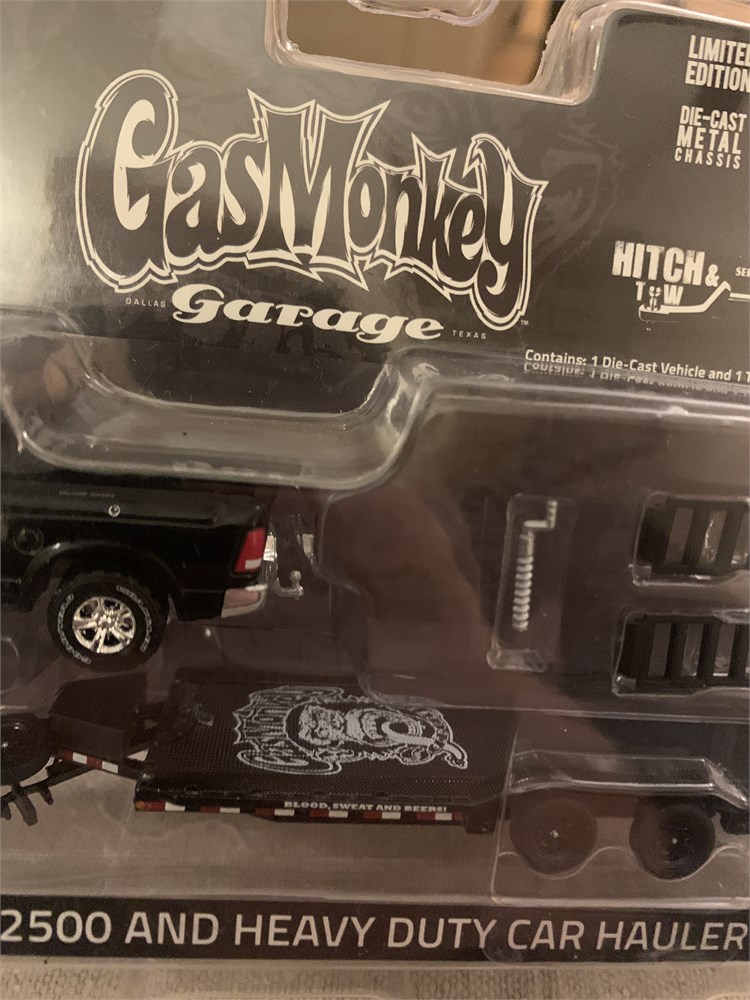 LIMITED
EDITION
DIE-CAST
METAL
CHASSIS
GasMonkey
DALLAS Garage TEXAS
HITCH &
TOW
Contains: 1 Die-Cast Vehicle and 1
BLOOD, SWEAT AND BEERS!
2500 AND HEAVY DUTY CAR HAULER